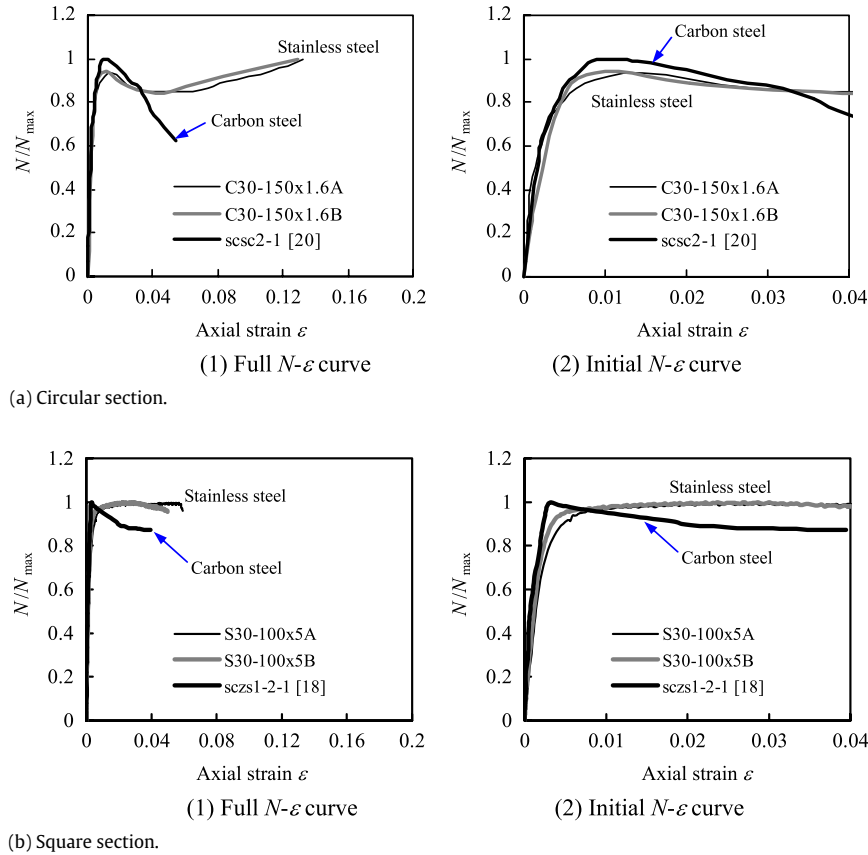 1.2
1
0.8
0.6
0.4
0.2
0
N/Nmax
Stainless steel
Carbon steel
C30-150x1.6A
C30-150x1.6B
scsc2-1 [20]
0 0.04 0.08 0.12 0.16 0.2
Axial strain ε
(1) Full N-ε curve
1.2
1
0.8
0.6
0.4
0.2
0
N/Nmax
Carbon steel
Stainless steel
C30-150x1.6A
C30-150x1.6B
scsc2-1 [20]
0 0.01 0.02 0.03 0.04
Axial strain ε
(2) Initial N-ε curve
(a) Circular section.
1.2
1
0.8
0.6
0.4
0.2
0
N/Nmax
Stainless steel
Carbon steel
S30-100x5A
S30-100x5B
sczs1-2-1 [18]
0 0.04 0.08 0.12 0.16 0.2
Axial strain ε
(1) Full N-ε curve
1.2
1
0.8
0.6
0.4
0.2
0
N/Nmax
Stainless steel
Carbon steel
S30-100x5A
S30-100x5B
sczs1-2-1 [18]
0 0.01 0.02 0.03 0.04
Axial strain ε
(2) Initial N-ε curve
(b) Square section.